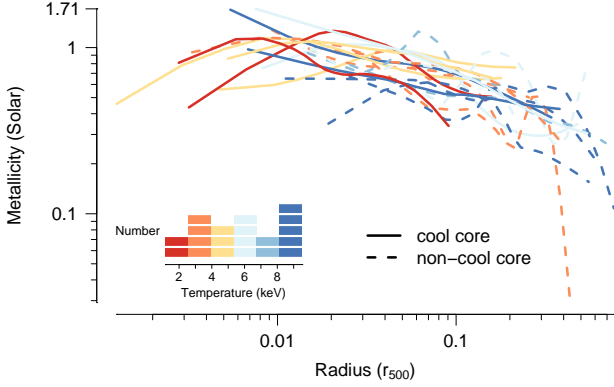 1.71
1
0.1
Metallicity (Solar)
cool core
non−cool core
Number
2 4 6 8
Temperature (keV)
0.01 0.1
Radius (r500)